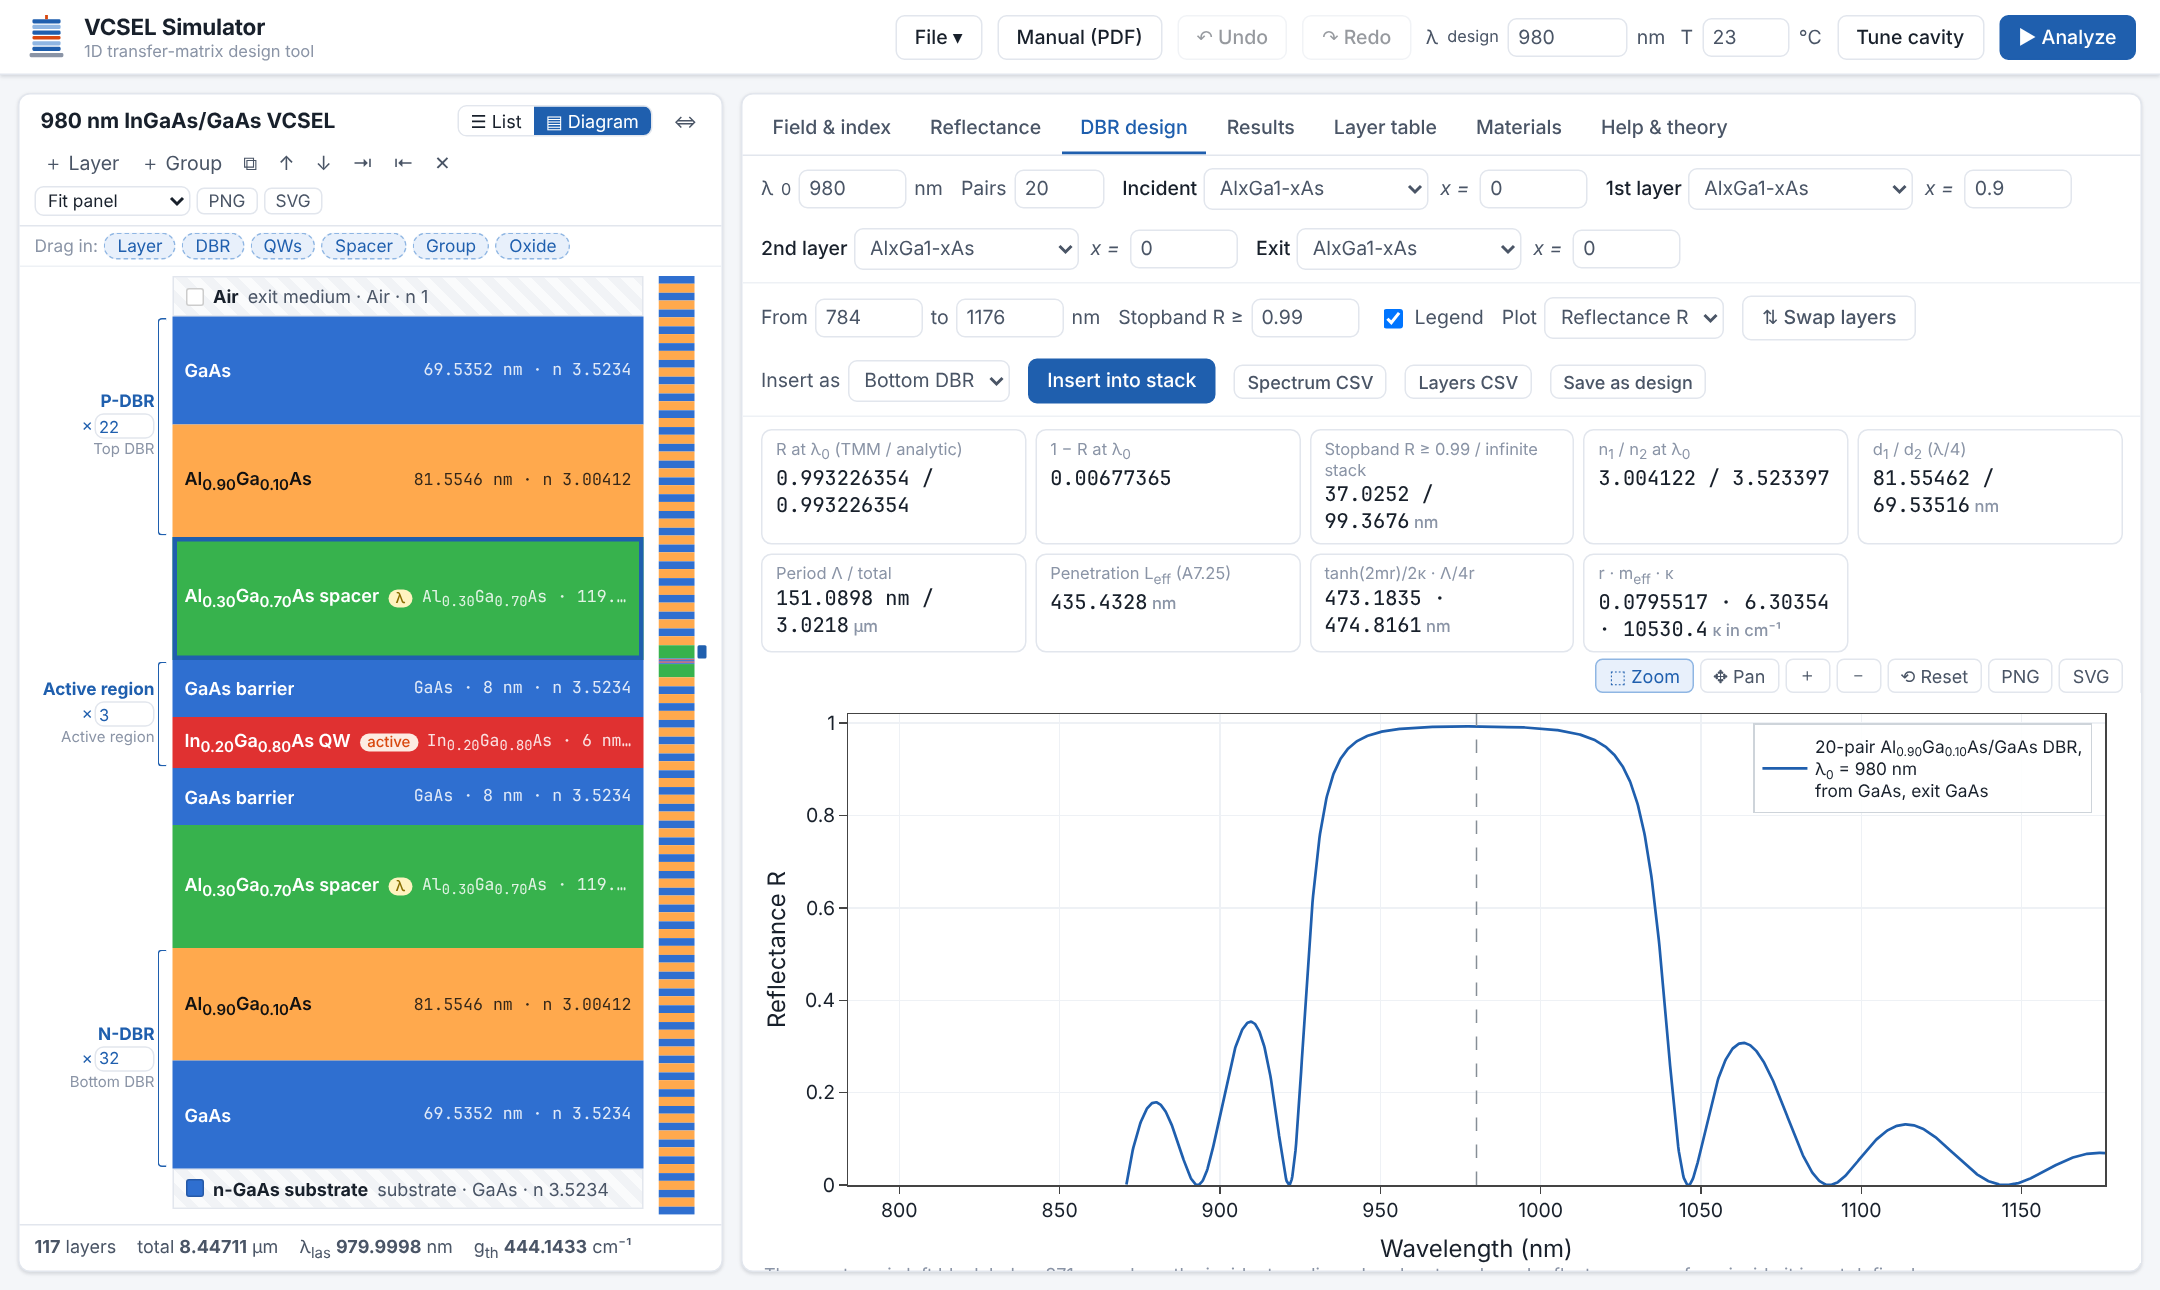 VCSEL Simulator
1D transfer-matrix design tool
File ▾
Manual (PDF)
↶ Undo
↷ Redo
λ design 980 nm
T 23 °C
Tune cavity
▶ Analyze
980 nm InGaAs/GaAs VCSEL
☰ List
▤ Diagram
⇔
+ Layer + Group ⧉ ↑ ↓ ⇥ ⇤ ✕
Fit panel
PNG
SVG
Drag in: Layer DBR QWs Spacer Group Oxide
Air exit medium · Air · n 1
GaAs 69.5352 nm · n 3.5234
P-DBR
× 22
Top DBR
Al0.90Ga0.10As 81.5546 nm · n 3.00412
Al0.30Ga0.70As spacer λ Al0.30Ga0.70As · 119.…
Active region
× 3
Active region
GaAs barrier GaAs · 8 nm · n 3.5234
In0.20Ga0.80As QW active In0.20Ga0.80As · 6 nm…
GaAs barrier GaAs · 8 nm · n 3.5234
Al0.30Ga0.70As spacer λ Al0.30Ga0.70As · 119.…
Al0.90Ga0.10As 81.5546 nm · n 3.00412
N-DBR
× 32
Bottom DBR
GaAs 69.5352 nm · n 3.5234
n-GaAs substrate substrate · GaAs · n 3.5234
117 layers total 8.44711 μm λlas 979.9998 nm gth 444.1433 cm⁻¹
Field & index
Reflectance
DBR design
Results
Layer table
Materials
Help & theory
λ 0 980 nm Pairs 20 Incident AlxGa1-xAs x = 0 1st layer AlxGa1-xAs x = 0.9
2nd layer AlxGa1-xAs x = 0 Exit AlxGa1-xAs x = 0
From 784 to 1176 nm Stopband R ≥ 0.99 Legend Plot Reflectance R ⇅ Swap layers
Insert as Bottom DBR Insert into stack Spectrum CSV Layers CSV Save as design
R at λ0 (TMM / analytic)
0.993226354 /
0.993226354
1 − R at λ0
0.00677365
Stopband R ≥ 0.99 / infinite
stack
37.0252 /
99.3676 nm
n1 / n2 at λ0
3.004122 / 3.523397
d1 / d2 (λ/4)
81.55462 /
69.53516 nm
Period Λ / total
151.0898 nm /
3.0218 μm
Penetration Leff (A7.25)
435.4328 nm
tanh(2mr)/2κ · Λ/4r
473.1835 ·
474.8161 nm
r · meff · κ
0.0795517 · 6.30354
· 10530.4 κ in cm⁻¹
Zoom
✥ Pan
+
−
⟲ Reset
PNG
SVG
20-pair Al0.90Ga0.10As/GaAs DBR,
λ0 = 980 nm
from GaAs, exit GaAs
Reflectance R
1
0.8
0.6
0.4
0.2
0
800 850 900 950 1000 1050 1100 1150
Wavelength (nm)